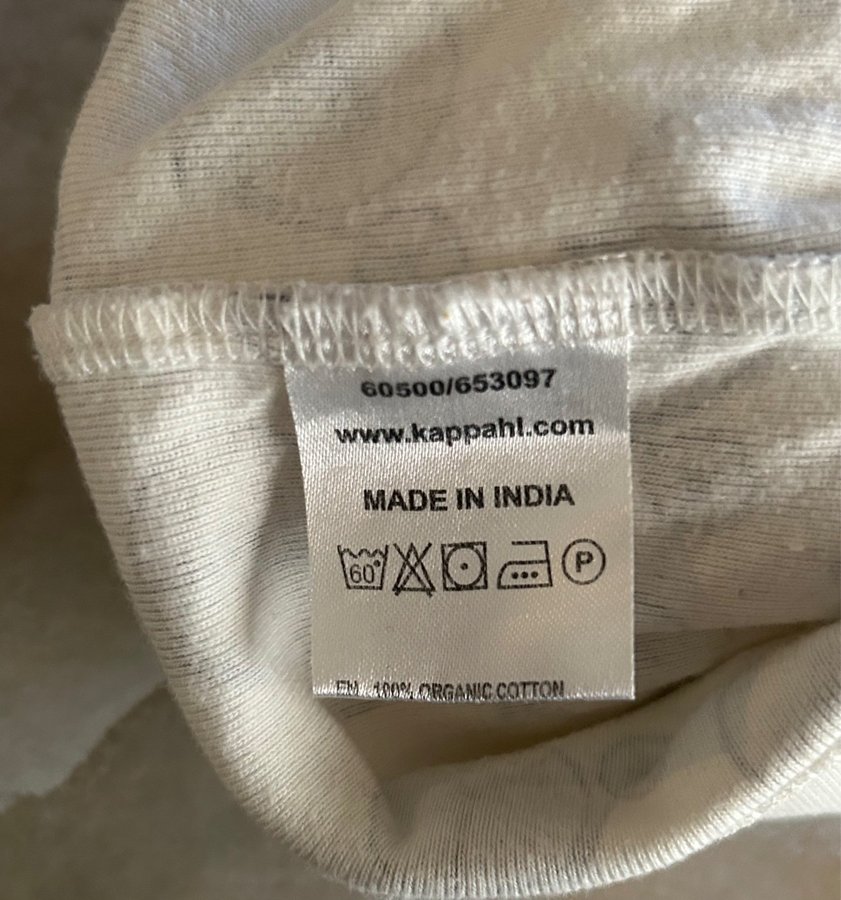 60500/653097
www.kappahl.com
MADE IN INDIA
60° P
EN 100% ORGANIC COTTON